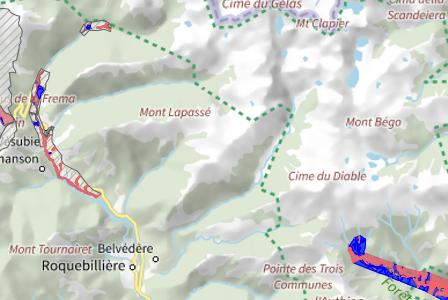 Cime du Gélas
Mt Clapier
Scandeiera
de
Frema
Mont Lapassé
Mont Bégo
Cime du Diable
Mont Tournairet
Belvédère
Roquebillière
Pointe des Trois
Communes
l'Authion
Forêt